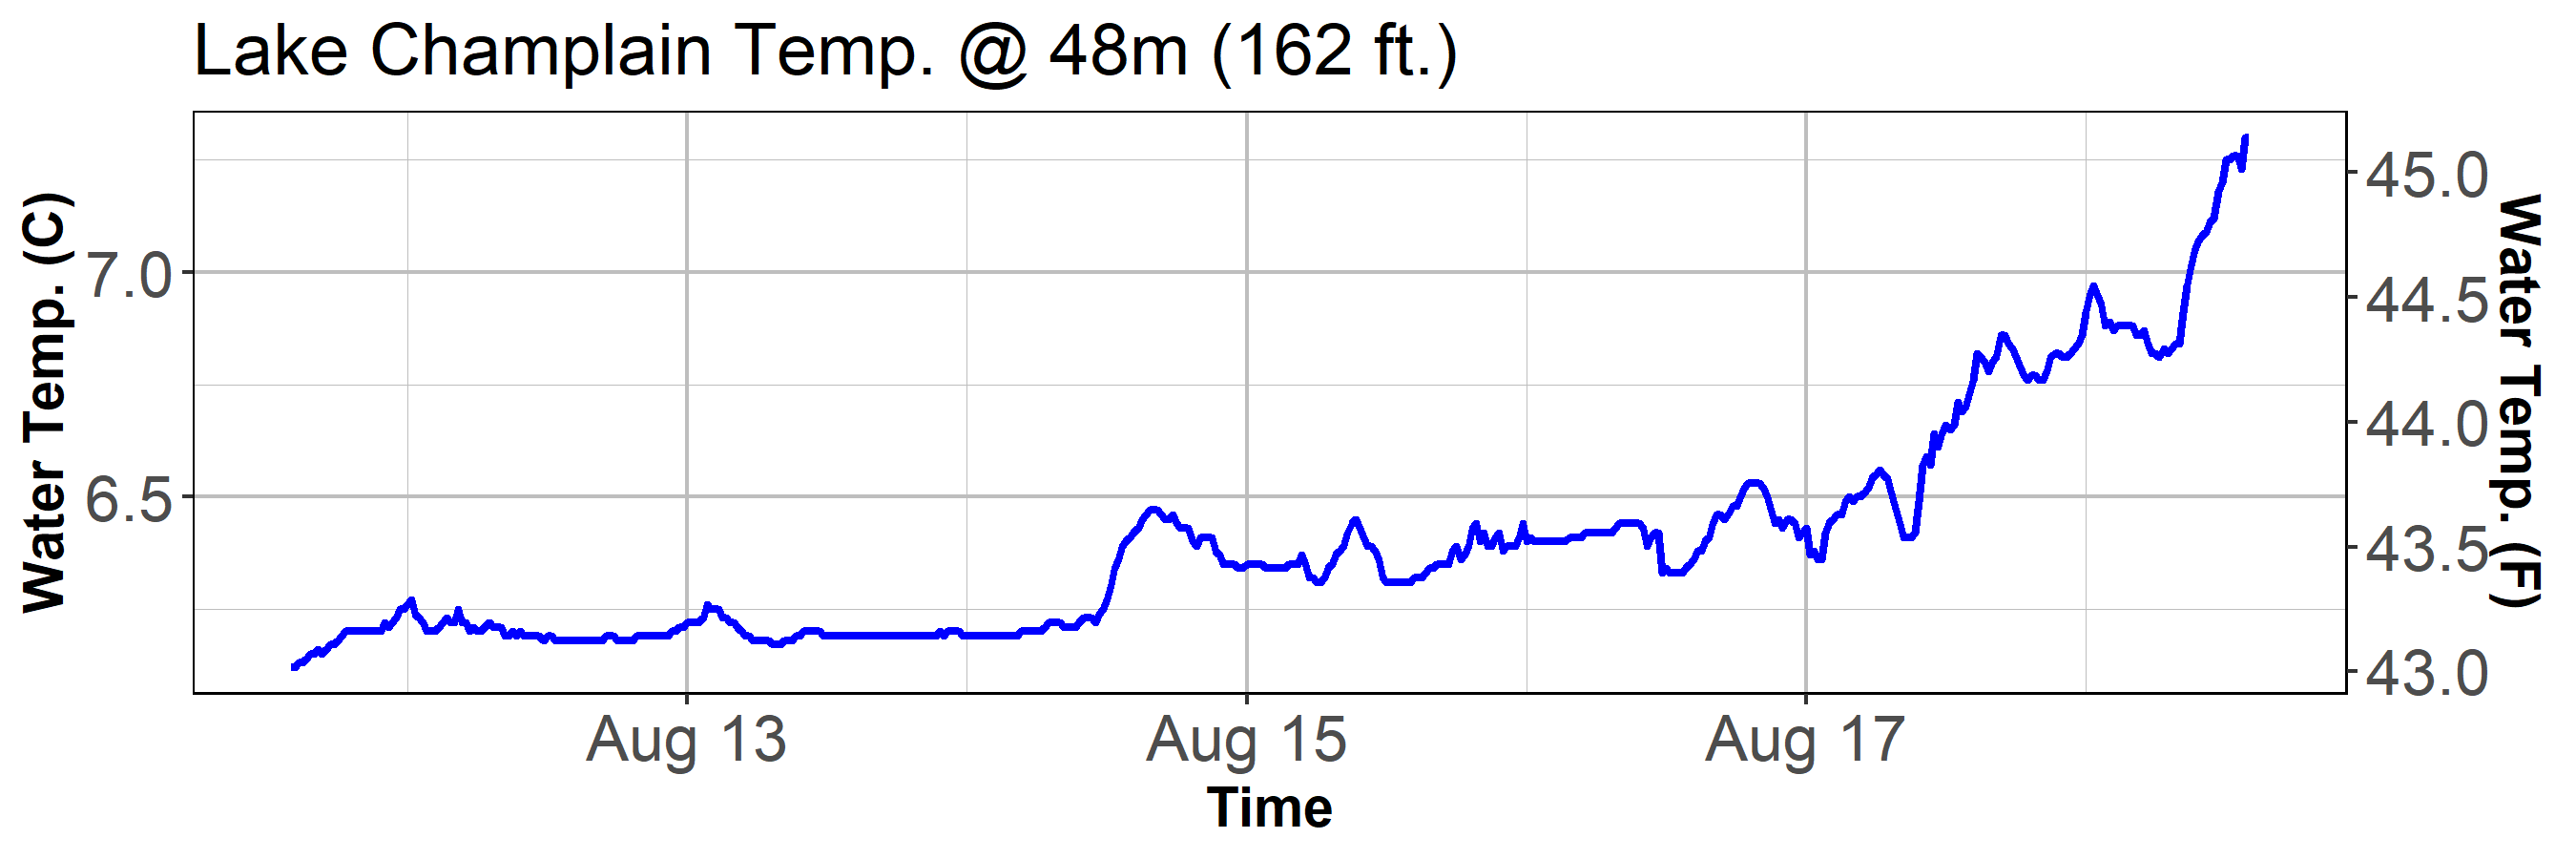 Lake Champlain Temp. @ 48m (162 ft.)
Water Temp. (C)
7.0
6.5
45.0
44.5
44.0
43.5
43.0
Water Temp. (F)
Aug 13
Aug 15
Aug 17
Time